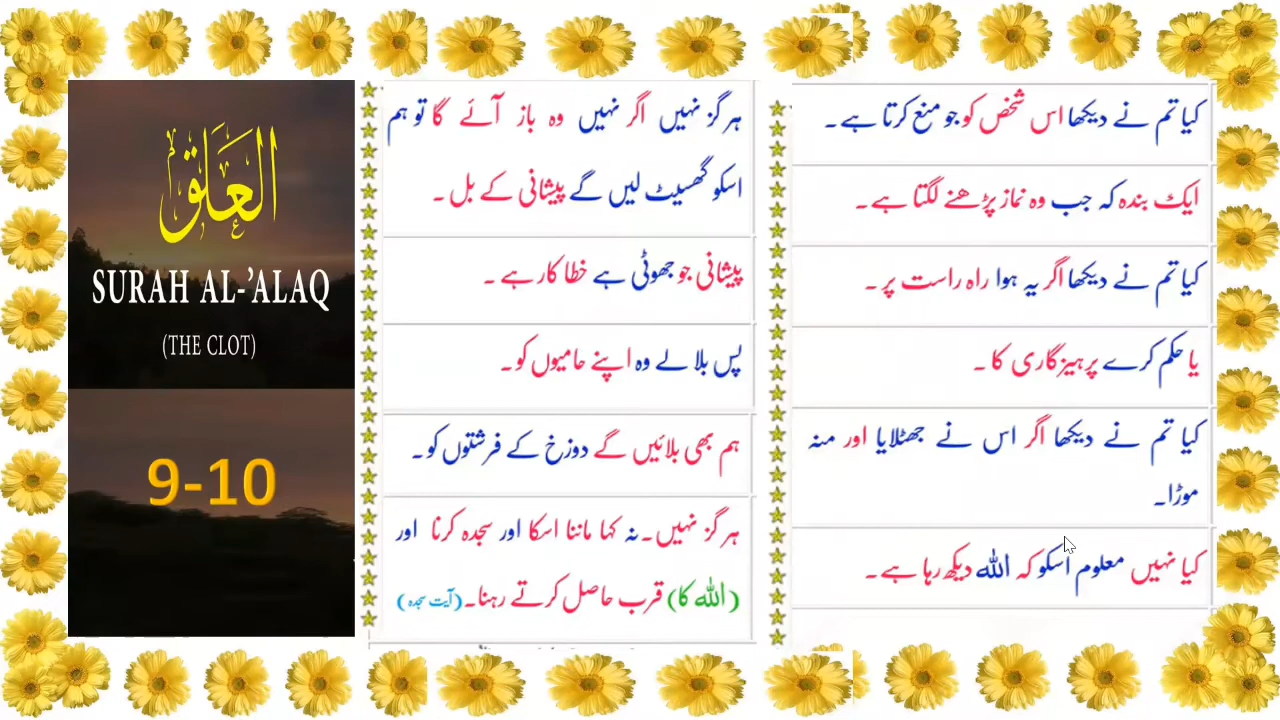 العَلَق
SURAH AL-’ALAQ
(THE CLOT)
9-10
کیا تم نے دیکھا اس شخص کو جو منع کرتا ہے۔
ایک بندہ کہ جب وہ نماز پڑھنے لگتا ہے۔
کیا تم نے دیکھا اگر یہ ہوا راہ راست پر۔
یا حکم کرے پرہیزگاری کا۔
کیا تم نے دیکھا اگر اس نے جھٹلایا اور منہ
موڑا۔
کیا نہیں معلوم اسکو کہ اللہ دیکھ رہا ہے۔
ہر گز نہیں اگر نہیں وہ باز آئے گا تو ہم
اسکو گھسیٹ لیں گے پیشانی کے بل۔
پیشانی جو جھوٹی ہے خطا کار ہے۔
پس بلا لے وہ اپنے حامیوں کو۔
ہم بھی بلائیں گے دوزخ کے فرشتوں کو۔
ہر گز نہیں۔ نہ کہا ماننا اسکا اور سجدہ کرنا اور
(اللہ کا) قرب حاصل کرتے رہنا۔ (آیت سجدہ)